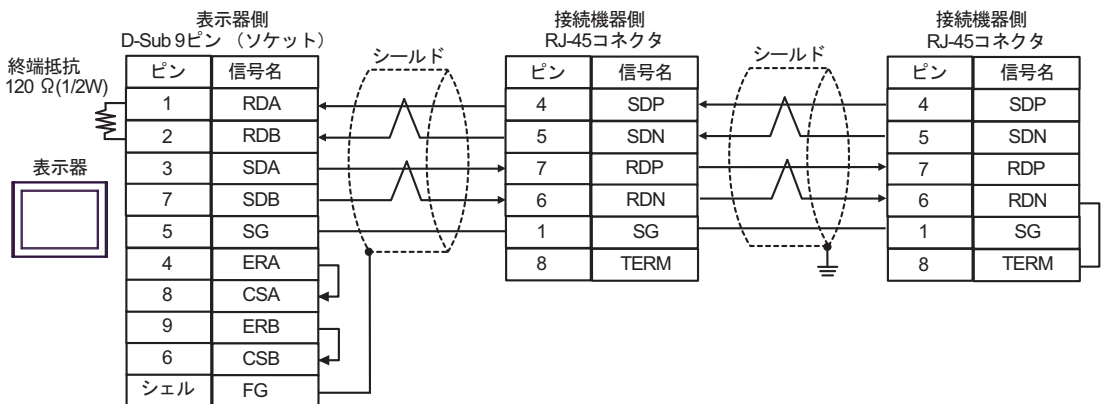 表示器側
D-Sub 9ピン （ソケット）
接続機器側
RJ-45コネクタ
接続機器側
RJ-45コネクタ
終端抵抗
120 Ω(1/2W)
シールド
シールド
表示器
ピン 信号名
1 RDA
2 RDB
3 SDA
7 SDB
5 SG
4 ERA
8 CSA
9 ERB
6 CSB
シェル FG
ピン 信号名
4 SDP
5 SDN
7 RDP
6 RDN
1 SG
8 TERM
ピン 信号名
4 SDP
5 SDN
7 RDP
6 RDN
1 SG
8 TERM